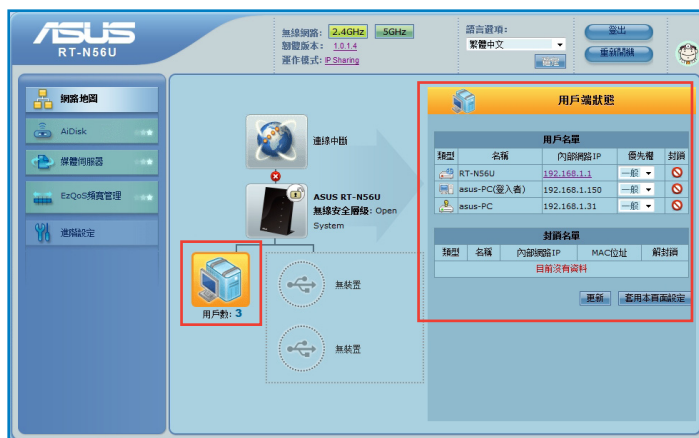 ASUS
RT-N56U
無線網路: 2.4GHz 5GHz
韌體版本: 1.0.1.4
運作模式: IP Sharing
語言選項:
繁體中文
登出
重新開機
網路地圖
AiDisk
媒體伺服器
EzQoS頻寬管理
進階設定
連線中斷
ASUS RT-N56U
無線安全層級: Open
System
用戶數: 3
無裝置
無裝置
用戶端狀態
用戶名單
類型 名稱 內部網路IP 優先權 封鎖
RT-N56U 192.168.1.1 一般
asus-PC(登入者) 192.168.1.150 一般
asus-PC 192.168.1.31 一般
封鎖名單
類型 名稱 內部網路IP MAC位址 解封鎖
目前沒有資料
更新 套用本頁面設定